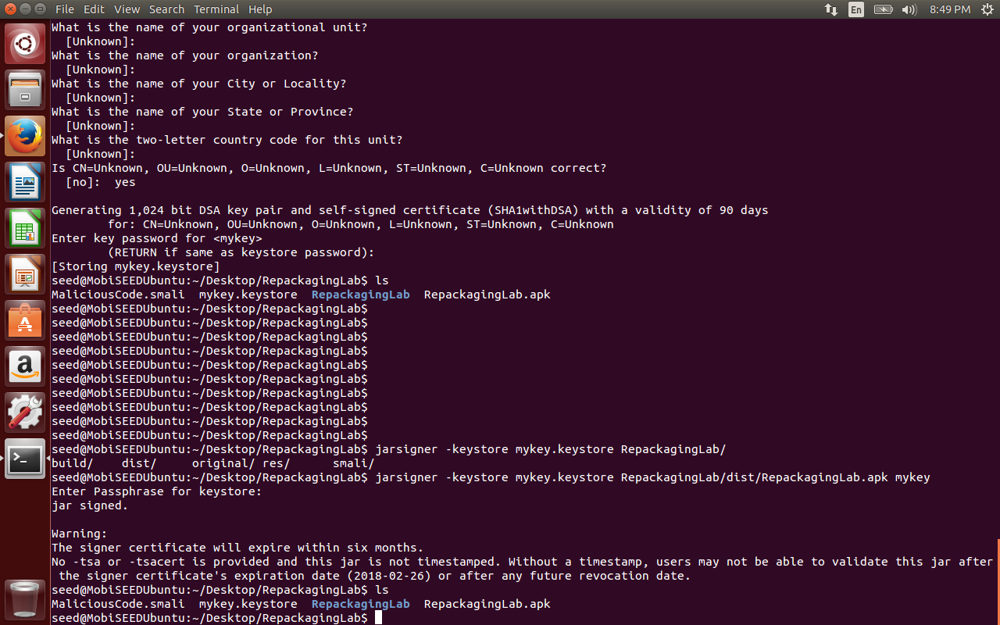 File Edit View Search Terminal Help En 8:49 PM
What is the name of your organizational unit?
[Unknown]:
What is the name of your organization?
[Unknown]:
What is the name of your City or Locality?
[Unknown]:
What is the name of your State or Province?
[Unknown]:
What is the two-letter country code for this unit?
[Unknown]:
Is CN=Unknown, OU=Unknown, O=Unknown, L=Unknown, ST=Unknown, C=Unknown correct?
[no]:  yes
Generating 1,024 bit DSA key pair and self-signed certificate (SHA1withDSA) with a validity of 90 days
for: CN=Unknown, OU=Unknown, O=Unknown, L=Unknown, ST=Unknown, C=Unknown
Enter key password for <mykey>
(RETURN if same as keystore password):
[Storing mykey.keystore]
seed@MobiSEEDUbuntu:~/Desktop/RepackagingLab$ ls
MaliciousCode.smali  mykey.keystore  RepackagingLab  RepackagingLab.apk
seed@MobiSEEDUbuntu:~/Desktop/RepackagingLab$
seed@MobiSEEDUbuntu:~/Desktop/RepackagingLab$
seed@MobiSEEDUbuntu:~/Desktop/RepackagingLab$
seed@MobiSEEDUbuntu:~/Desktop/RepackagingLab$
seed@MobiSEEDUbuntu:~/Desktop/RepackagingLab$
seed@MobiSEEDUbuntu:~/Desktop/RepackagingLab$
seed@MobiSEEDUbuntu:~/Desktop/RepackagingLab$
seed@MobiSEEDUbuntu:~/Desktop/RepackagingLab$
seed@MobiSEEDUbuntu:~/Desktop/RepackagingLab$
seed@MobiSEEDUbuntu:~/Desktop/RepackagingLab$
seed@MobiSEEDUbuntu:~/Desktop/RepackagingLab$ jarsigner -keystore mykey.keystore RepackagingLab/
build/    dist/     original/ res/      smali/
seed@MobiSEEDUbuntu:~/Desktop/RepackagingLab$ jarsigner -keystore mykey.keystore RepackagingLab/dist/RepackagingLab.apk mykey
Enter Passphrase for keystore:
jar signed.
Warning:
The signer certificate will expire within six months.
No -tsa or -tsacert is provided and this jar is not timestamped. Without a timestamp, users may not be able to validate this jar after
the signer certificate's expiration date (2018-02-26) or after any future revocation date.
seed@MobiSEEDUbuntu:~/Desktop/RepackagingLab$ ls
MaliciousCode.smali  mykey.keystore  RepackagingLab  RepackagingLab.apk
seed@MobiSEEDUbuntu:~/Desktop/RepackagingLab$